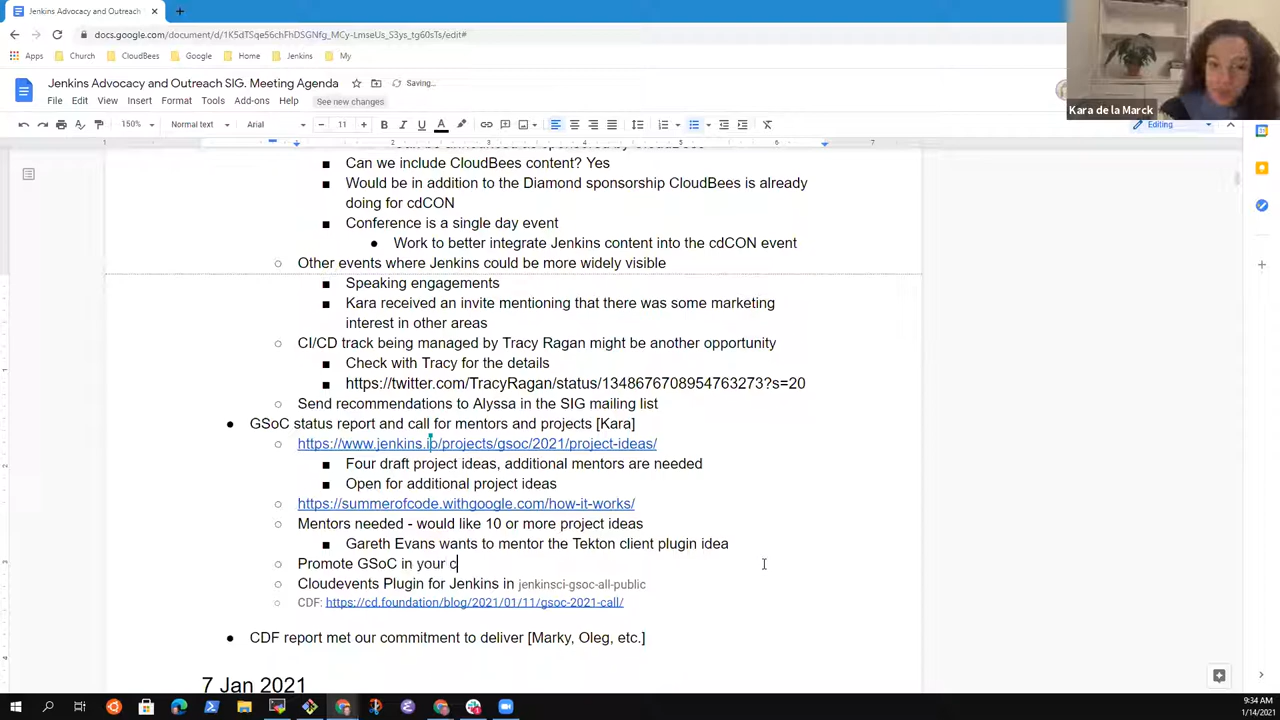 Jenkins Advocacy and Outreach
docs.google.com/document/d/1K5dTSqe56chFhDSGNfg_MCy-LmseUs_S3ys_tg60sTs/edit#
Apps Church CloudBees Google Home Jenkins My
Jenkins Advocacy and Outreach SIG. Meeting Agenda Saving...
File Edit View Insert Format Tools Add-ons Help See new changes
Kara de la Marck
150% Normal text Arial 11 Editing
1 2 3 4 5 6 7
Can we include CloudBees content? Yes
Would be in addition to the Diamond sponsorship CloudBees is already
doing for cdCON
Conference is a single day event
Work to better integrate Jenkins content into the cdCON event
Other events where Jenkins could be more widely visible
Speaking engagements
Kara received an invite mentioning that there was some marketing
interest in other areas
CI/CD track being managed by Tracy Ragan might be another opportunity
Check with Tracy for the details
https://twitter.com/TracyRagan/status/1348676708954763273?s=20
Send recommendations to Alyssa in the SIG mailing list
GSoC status report and call for mentors and projects [Kara]
https://www.jenkins.io/projects/gsoc/2021/project-ideas/
Four draft project ideas, additional mentors are needed
Open for additional project ideas
https://summerofcode.withgoogle.com/how-it-works/
Mentors needed - would like 10 or more project ideas
Gareth Evans wants to mentor the Tekton client plugin idea
Promote GSoC in your c
Cloudevents Plugin for Jenkins in jenkinsci-gsoc-all-public
CDF: https://cd.foundation/blog/2021/01/11/gsoc-2021-call/
CDF report met our commitment to deliver [Marky, Oleg, etc.]
7 Jan 2021
9:34 AM
1/14/2021